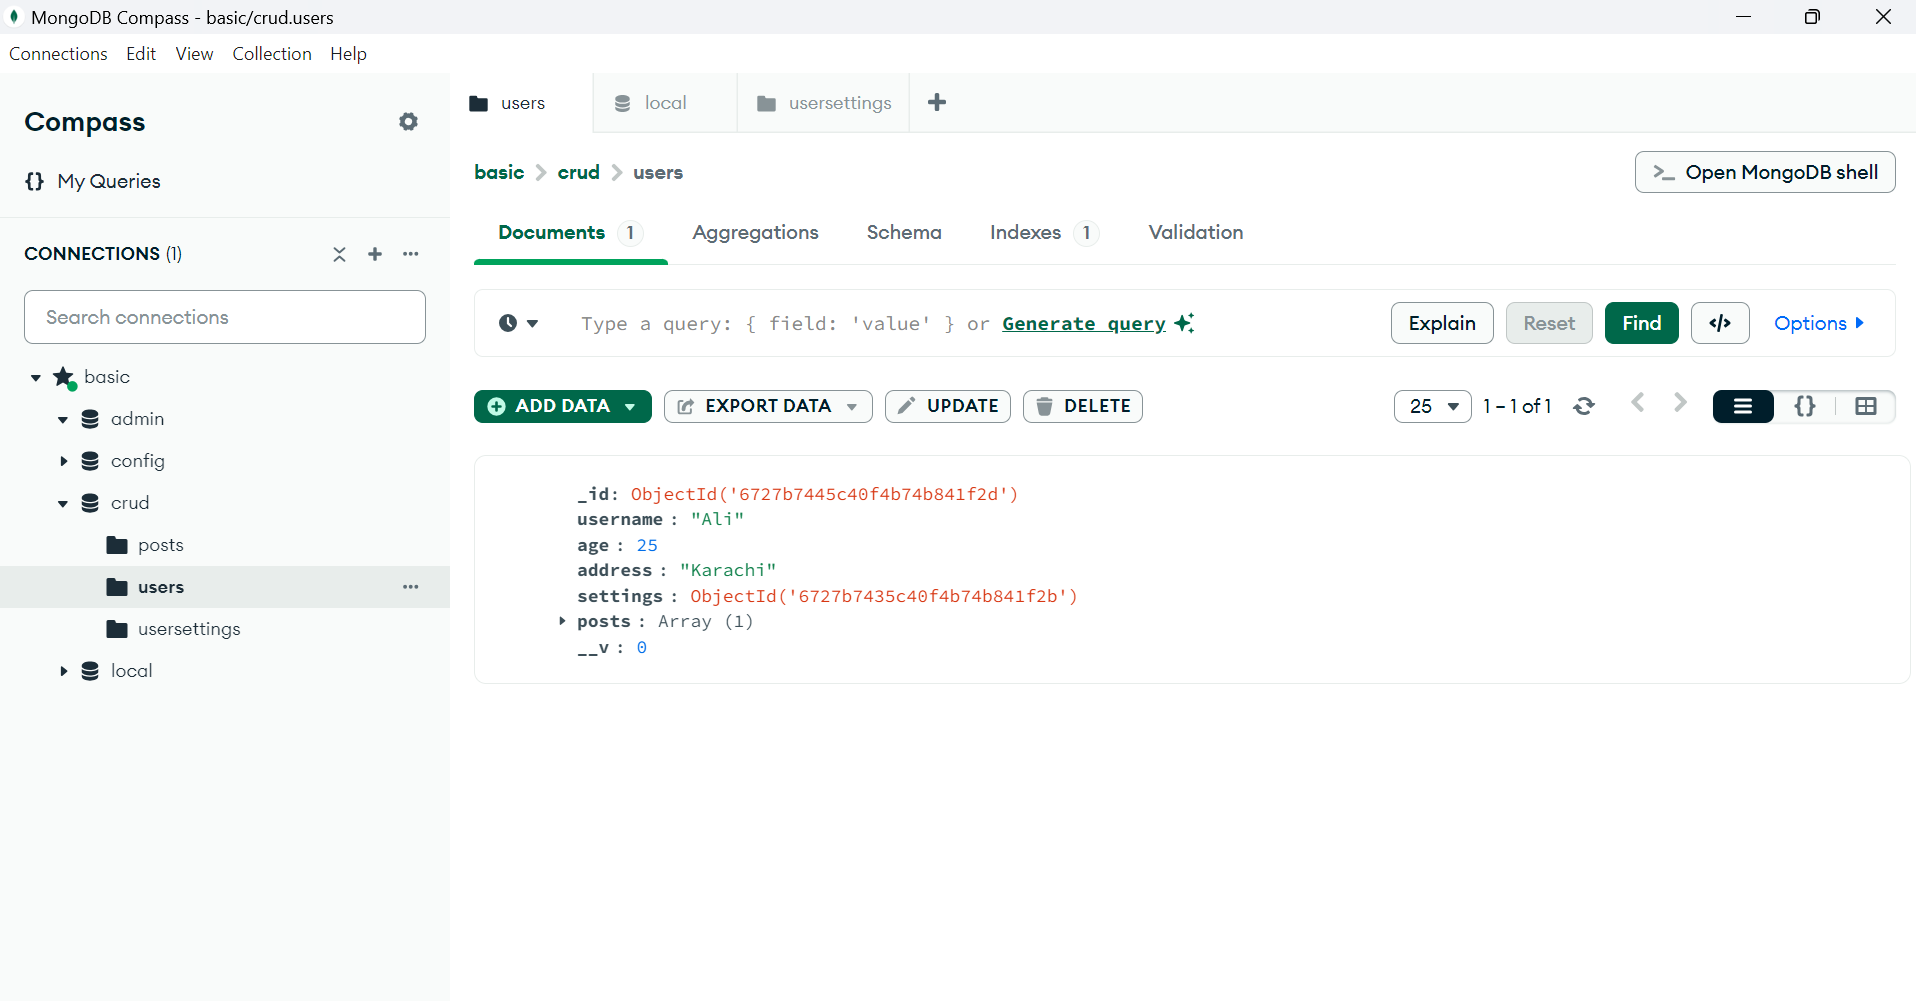 MongoDB Compass - basic/crud.users
Connections Edit View Collection Help
Compass
{} My Queries
CONNECTIONS (1)
Search connections
basic
admin
config
crud
posts
users
usersettings
local
users local usersettings
basic > crud > users
>_ Open MongoDB shell
Documents 1 Aggregations Schema Indexes 1 Validation
Type a query: { field: 'value' } or Generate query
Explain Reset Find </> Options
ADD DATA EXPORT DATA UPDATE DELETE
25 1 – 1 of 1 {}
_id: ObjectId('6727b7445c40f4b74b841f2d')
username : "Ali"
age : 25
address : "Karachi"
settings : ObjectId('6727b7435c40f4b74b841f2b')
posts : Array (1)
__v : 0